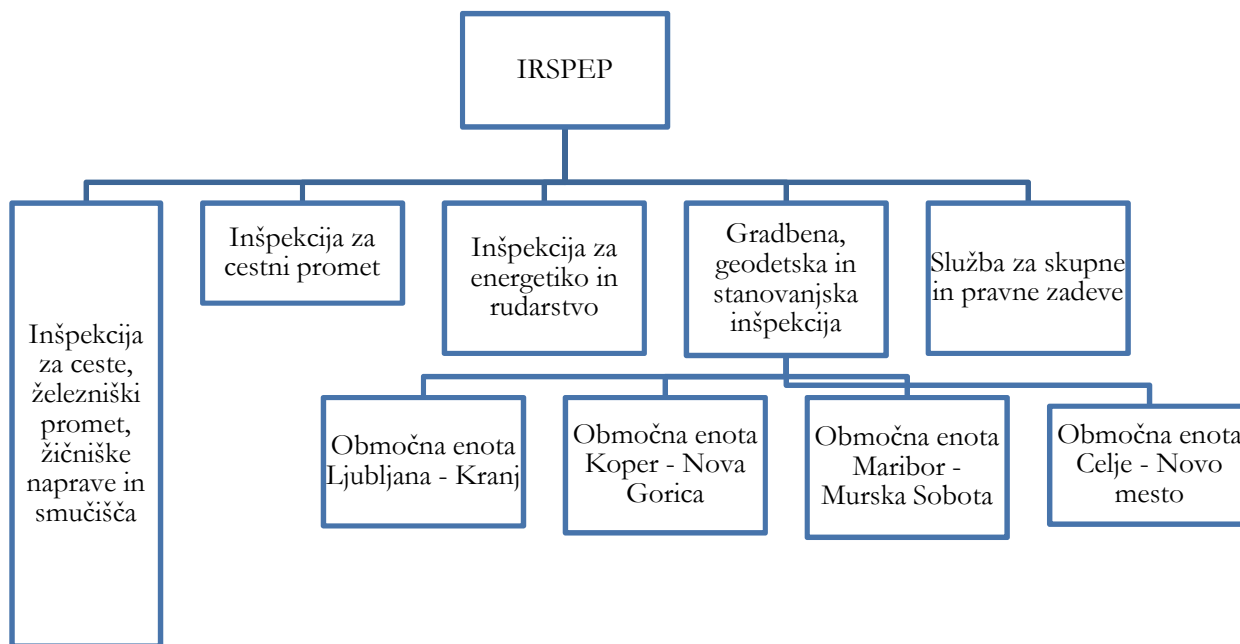 IRSPEP
Inšpekcija
za ceste,
železniški
promet,
žičniške
naprave in
smučišča
Inšpekcija za
cestni promet
Inšpekcija za
energetiko in
rudarstvo
Gradbena,
geodetska in
stanovanjska
inšpekcija
Služba za skupne
in pravne zadeve
Območna enota
Ljubljana - Kranj
Območna enota
Koper - Nova
Gorica
Območna enota
Maribor -
Murska Sobota
Območna enota
Celje - Novo
mesto